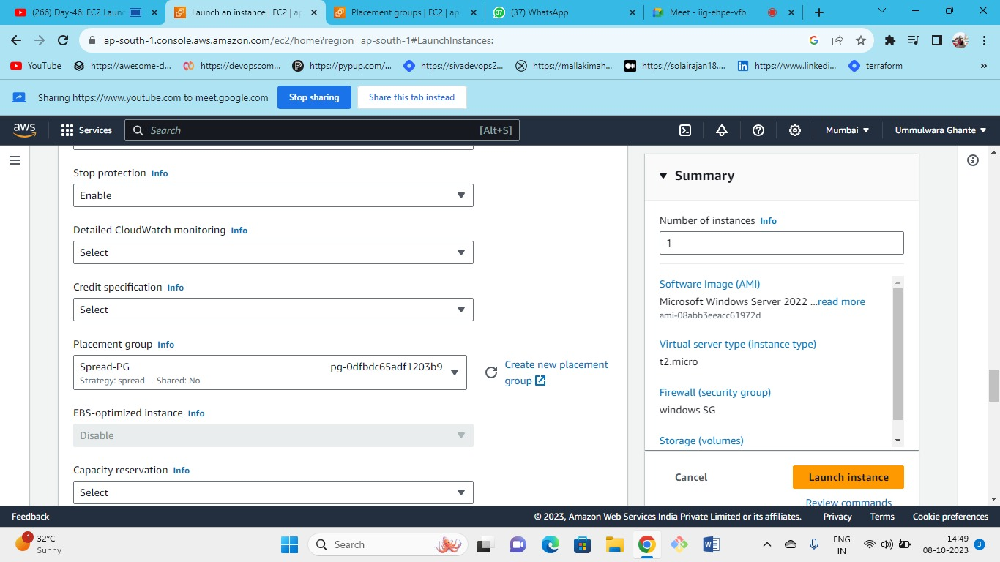 (266) Day-46: EC2 Launc
Launch an instance | EC2 | ap
Placement groups | EC2 | ap
37 (37) WhatsApp
Meet - iig-ehpe-vfb
ap-south-1.console.aws.amazon.com/ec2/home?region=ap-south-1#LaunchInstances:
YouTube
https://awesome-d...
https://devopscom...
https://pypup.com/...
https://sivadevops2...
https://mallakimah...
https://solairajan18....
https://www.linkedi...
terraform
Sharing https://www.youtube.com to meet.google.com
Stop sharing
Share this tab instead
aws
Services
Search [Alt+S]
Mumbai
Ummulwara Ghante
Stop protection Info
Enable
Detailed CloudWatch monitoring Info
Select
Credit specification Info
Select
Placement group Info
Spread-PG pg-0dfbdc65adf1203b9
Strategy: spread Shared: No
Create new placement
group
EBS-optimized instance Info
Disable
Capacity reservation Info
Select
Summary
Number of instances Info
1
Software Image (AMI)
Microsoft Windows Server 2022 ...read more
ami-08abb3eeacc61972d
Virtual server type (instance type)
t2.micro
Firewall (security group)
windows SG
Storage (volumes)
Cancel
Launch instance
Review commands
Feedback
© 2023, Amazon Web Services India Private Limited or its affiliates.
Privacy
Terms
Cookie preferences
1
32°C
Sunny
Search
ENG
IN
14:49
08-10-2023
3